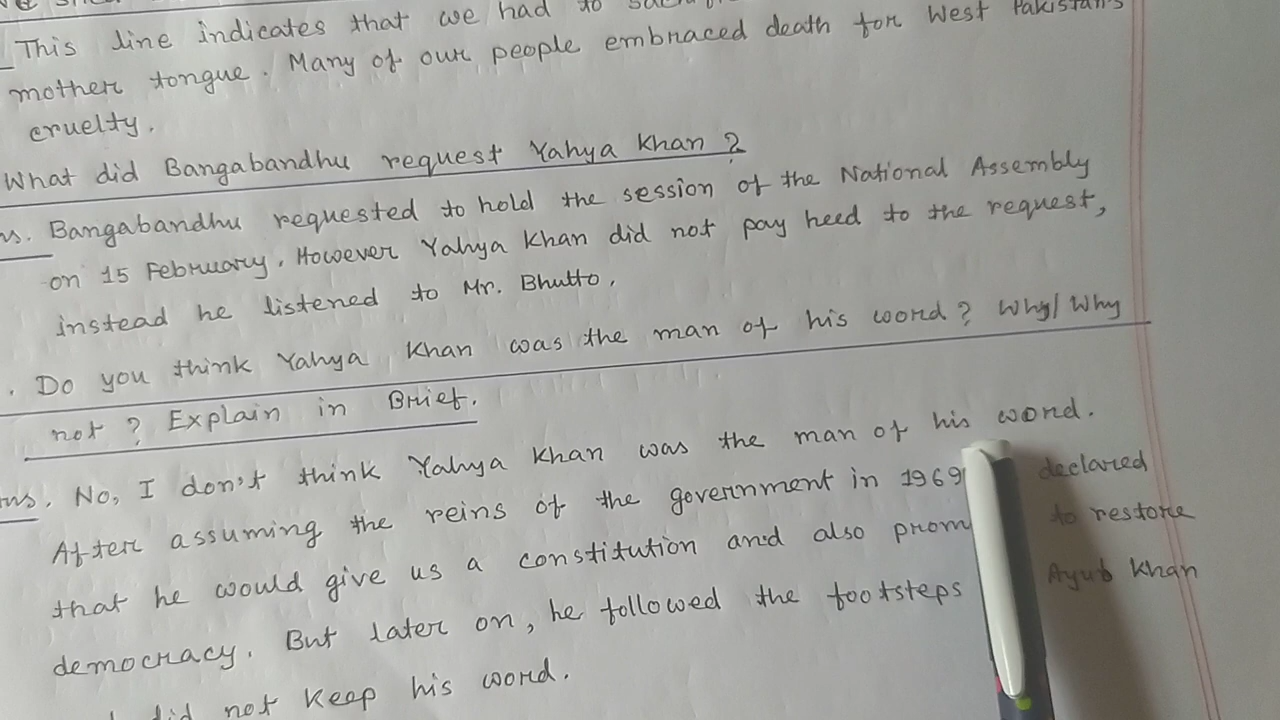 This line indicates that we had to
mother tongue. Many of our people embraced death for West Pakistan's
cruelty.
What did Bangabandhu request Yahya Khan?
Bangabandhu requested to hold the session of the National Assembly
on 15 February. However Yahya Khan did not pay heed to the request,
instead he listened to Mr. Bhutto.
. Do you think Yahya Khan was the man of his word? Why/Why
not? Explain in Brief.
No, I don't think Yahya Khan was the man of his word.
After assuming the reins of the government in 1969 declared
that he would give us a constitution and also to restore
democracy. But later on, he followed the footsteps Ayub Khan
did not keep his word.